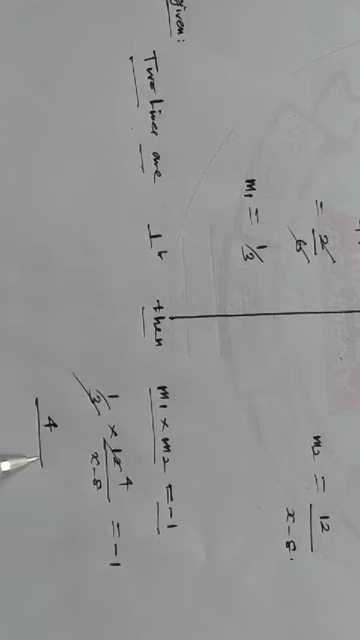 given:
= 2/6
m₁ = 1/3
m₂ = 12/x-8.
Two lines are ⊥r then m₁ × m₂ = -1
1/3 × 12 4/x-8 = -1
4